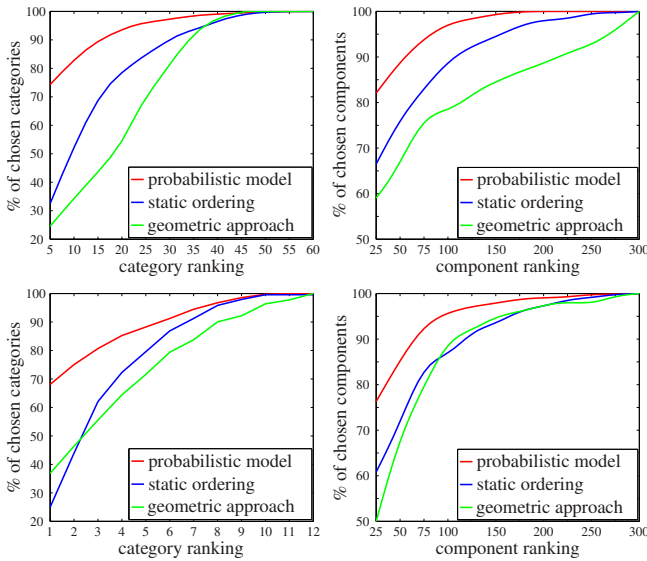 100
90
80
70
60
50
40
30
20
% of chosen categories
probabilistic model
static ordering
geometric approach
5 10 15 20 25 30 35 40 45 50 55 60
category ranking
100
90
80
70
60
50
% of chosen components
probabilistic model
static ordering
geometric approach
25 50 75 100 150 200 250 300
component ranking
100
90
80
70
60
50
40
30
20
% of chosen categories
probabilistic model
static ordering
geometric approach
1 2 3 4 5 6 7 8 9 10 11 12
category ranking
100
90
80
70
60
50
% of chosen components
probabilistic model
static ordering
geometric approach
25 50 75 100 150 200 250 300
component ranking